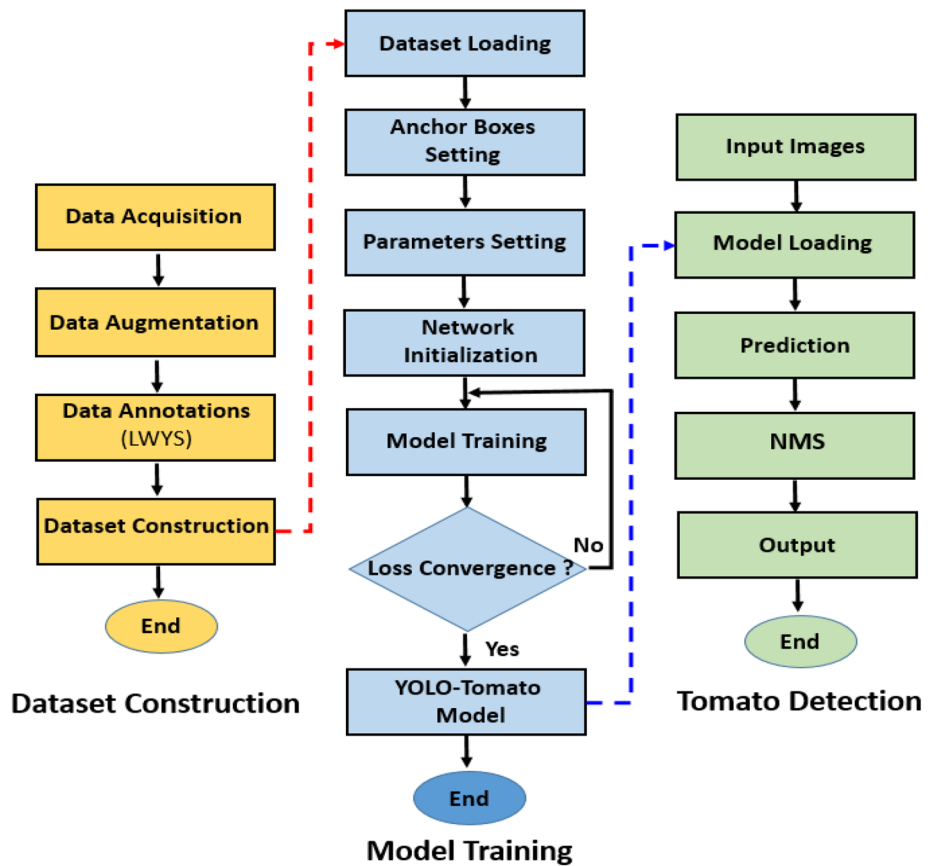 Data Acquisition
Data Augmentation
Data Annotations
(LWYS)
Dataset Construction
End
Dataset Construction
Dataset Loading
Anchor Boxes
Setting
Parameters Setting
Network
Initialization
Model Training
Loss Convergence ?
No
Yes
YOLO-Tomato
Model
End
Model Training
Input Images
Model Loading
Prediction
NMS
Output
End
Tomato Detection